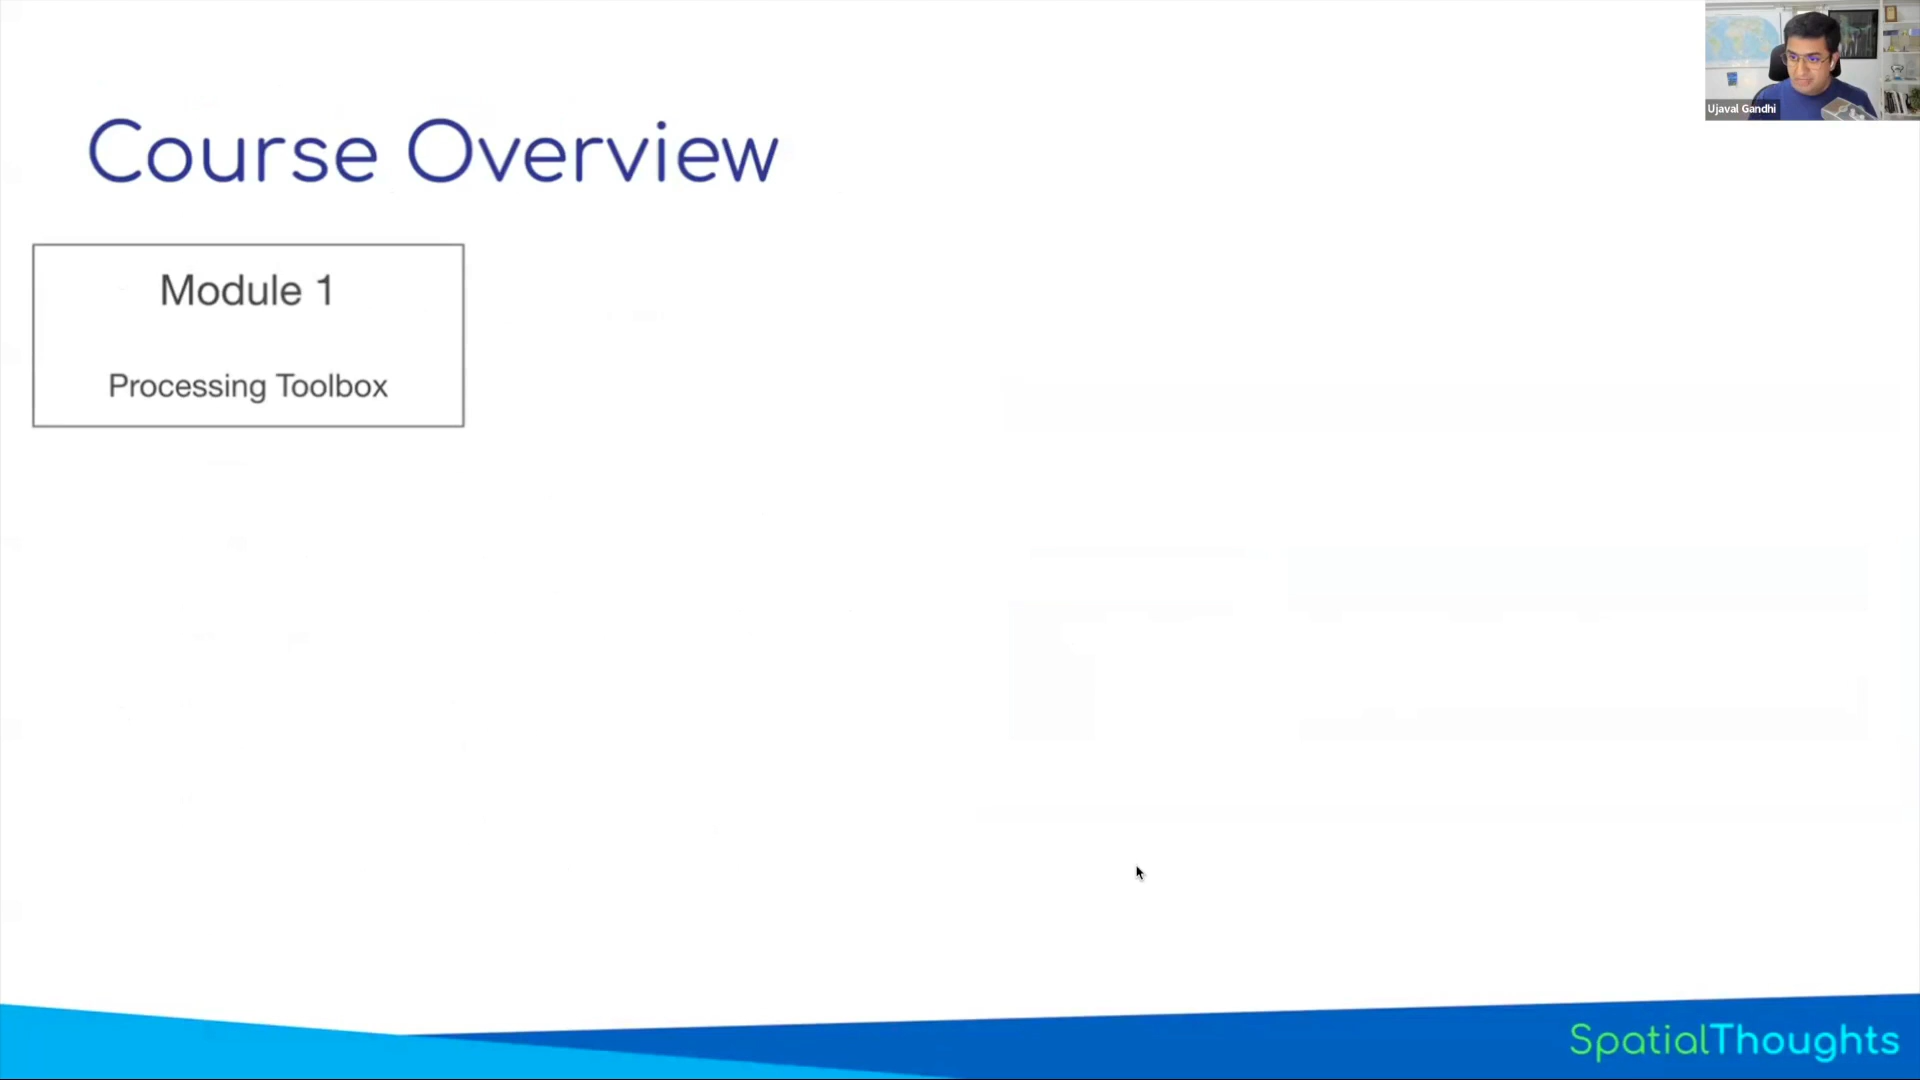 Ujaval Gandhi
Course Overview
Module 1
Processing Toolbox
SpatialThoughts